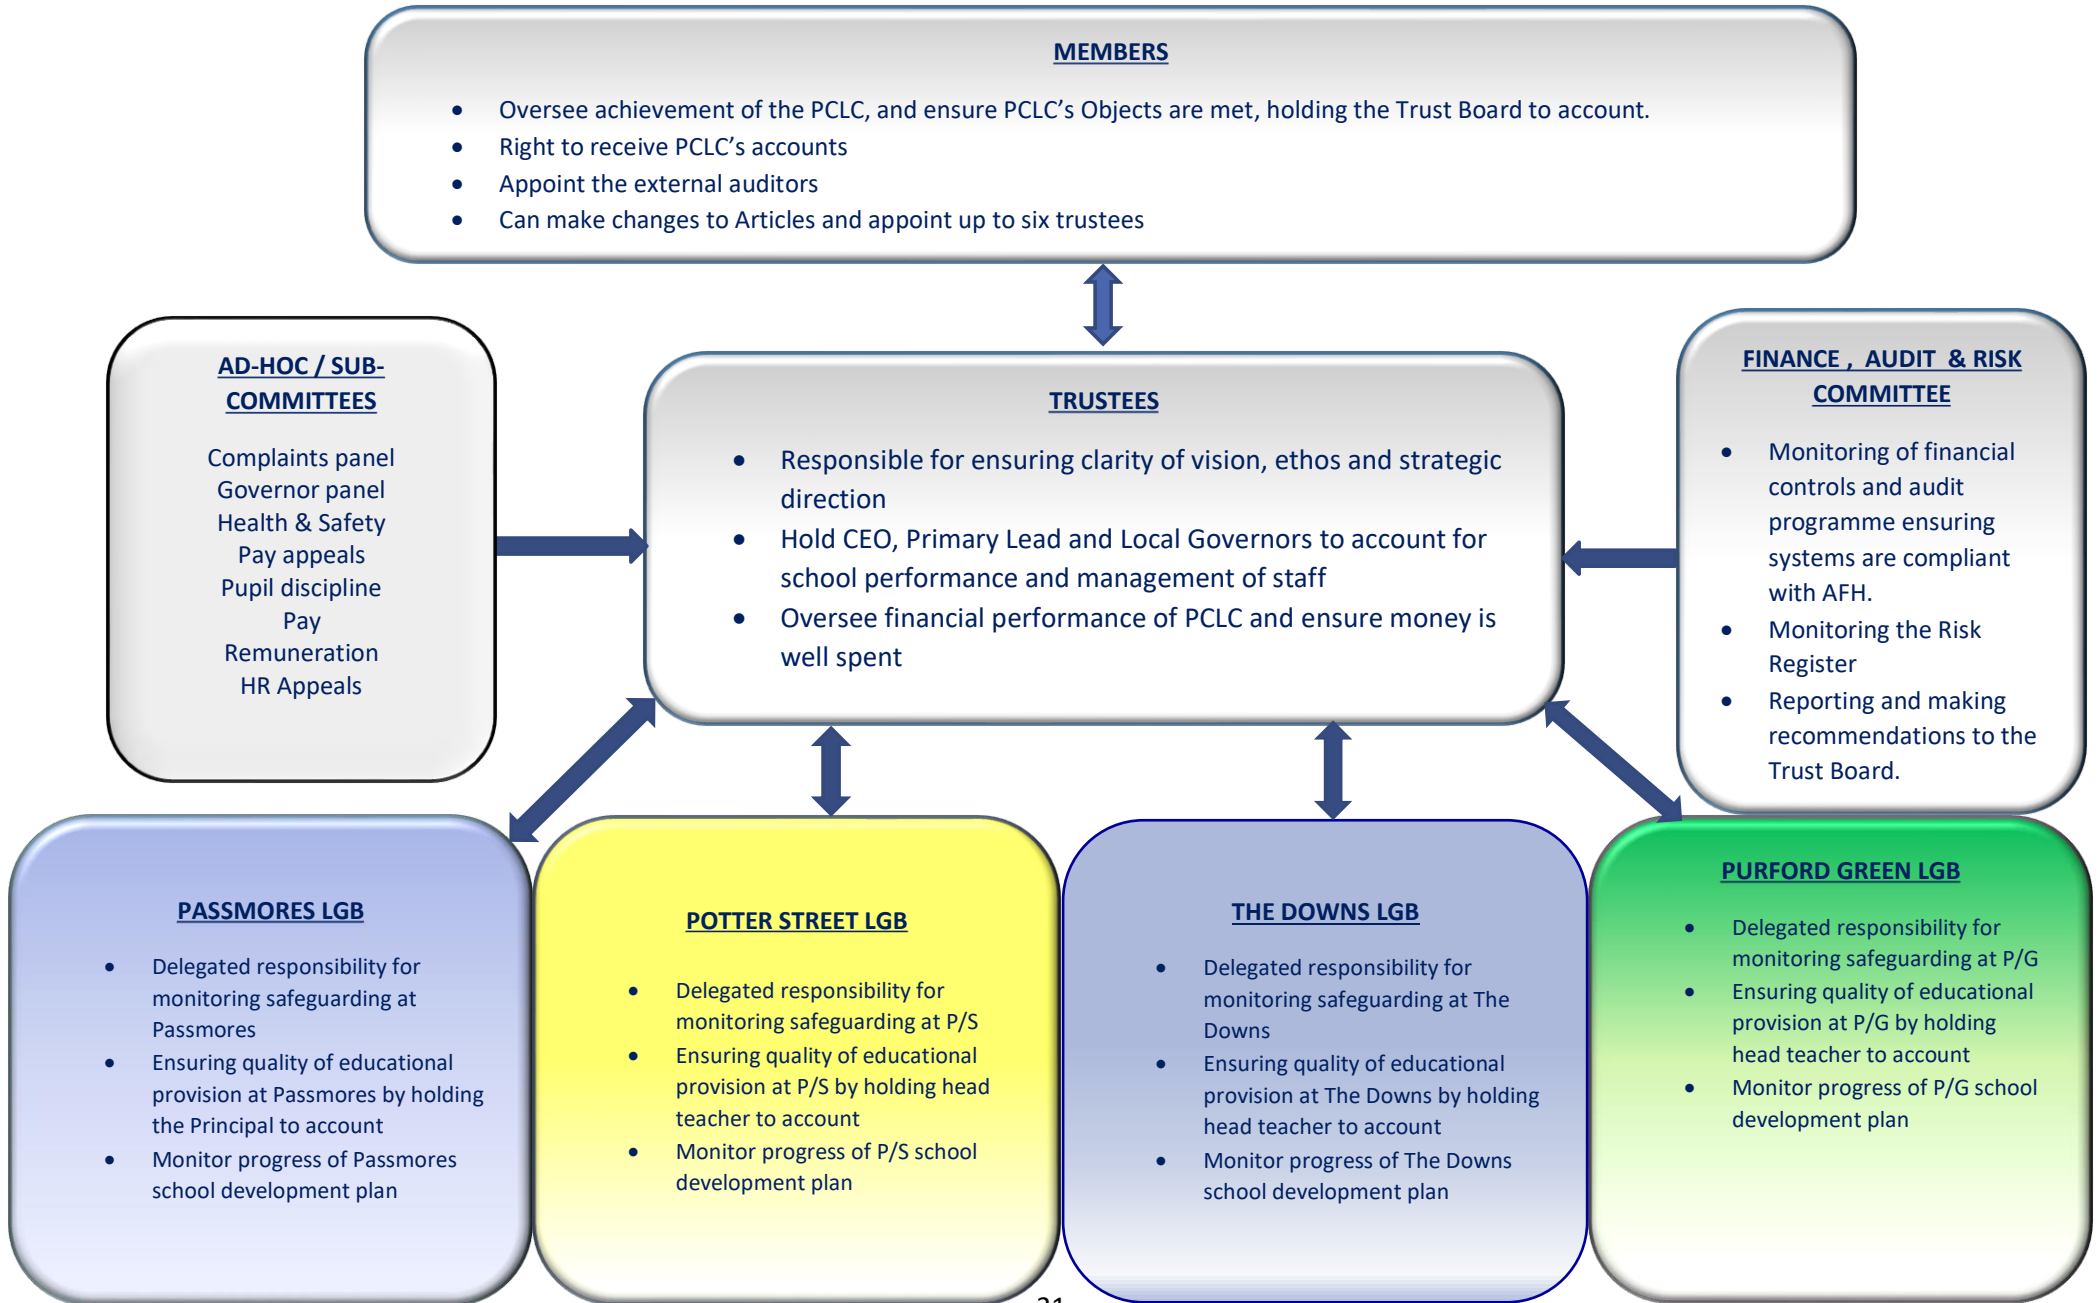 MEMBERS
• Oversee achievement of the PCLC, and ensure PCLC's Objects are met, holding the Trust Board to account.
• Right to receive PCLC's accounts
• Appoint the external auditors
• Can make changes to Articles and appoint up to six trustees
AD-HOC / SUB-
COMMITTEES
Complaints panel
Governor panel
Health & Safety
Pay appeals
Pupil discipline
Pay
Remuneration
HR Appeals
TRUSTEES
• Responsible for ensuring clarity of vision, ethos and strategic
direction
• Hold CEO, Primary Lead and Local Governors to account for
school performance and management of staff
• Oversee financial performance of PCLC and ensure money is
well spent
FINANCE , AUDIT & RISK
COMMITTEE
• Monitoring of financial
controls and audit
programme ensuring
systems are compliant
with AFH.
• Monitoring the Risk
Register
• Reporting and making
recommendations to the
Trust Board.
PASSMORES LGB
• Delegated responsibility for
monitoring safeguarding at
Passmores
• Ensuring quality of educational
provision at Passmores by holding
the Principal to account
• Monitor progress of Passmores
school development plan
POTTER STREET LGB
• Delegated responsibility for
monitoring safeguarding at P/S
• Ensuring quality of educational
provision at P/S by holding head
teacher to account
• Monitor progress of P/S school
development plan
THE DOWNS LGB
• Delegated responsibility for
monitoring safeguarding at The
Downs
• Ensuring quality of educational
provision at The Downs by holding
head teacher to account
• Monitor progress of The Downs
school development plan
PURFORD GREEN LGB
• Delegated responsibility for
monitoring safeguarding at P/G
• Ensuring quality of educational
provision at P/G by holding
head teacher to account
• Monitor progress of P/G school
development plan